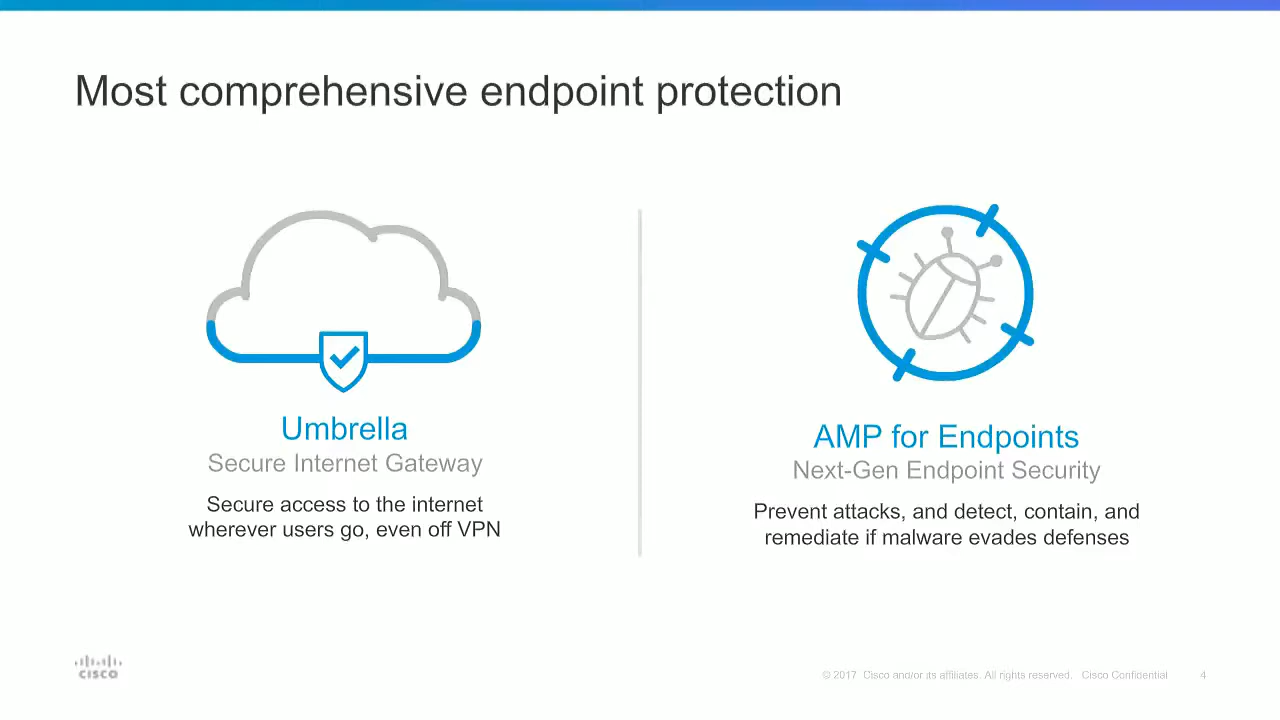 Most comprehensive endpoint protection
Umbrella
Secure Internet Gateway
Secure access to the internet
wherever users go, even off VPN
AMP for Endpoints
Next-Gen Endpoint Security
Prevent attacks, and detect, contain, and
remediate if malware evades defenses
CISCO
© 2017 Cisco and/or its affiliates. All rights reserved. Cisco Confidential 4